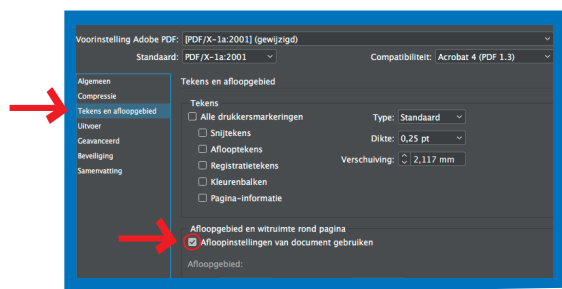 Voorinstelling Adobe PDF: [PDF/X-1a:2001] (gewijzigd)
Standaard: PDF/X-1a:2001 Compatibiliteit: Acrobat 4 (PDF 1.3)
Algemeen
Compressie
Tekens en afloopgebied
Uitvoer
Geavanceerd
Beveiliging
Samenvatting
Tekens en afloopgebied
Tekens
Alle drukkersmarkeringen Type: Standaard
Snijtekens Dikte: 0,25 pt
Aflooptekens Verschuiving: 2,117 mm
Registratietekens
Kleurenbalken
Pagina-informatie
Afloopgebied en witruimte rond pagina
Afloopinstellingen van document gebruiken
Afloopgebied: